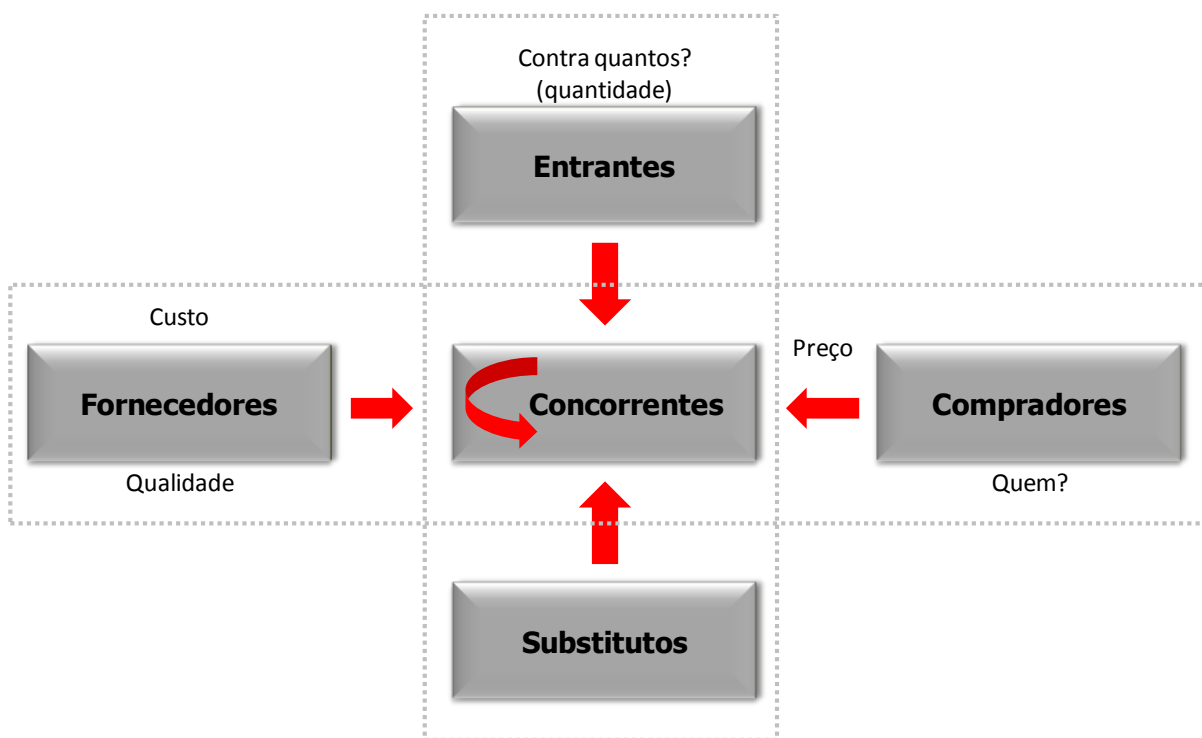 Contra quantos?
(quantidade)
Entrantes
Custo
Fornecedores
Qualidade
Concorrentes
Preço
Compradores
Quem?
Substitutos